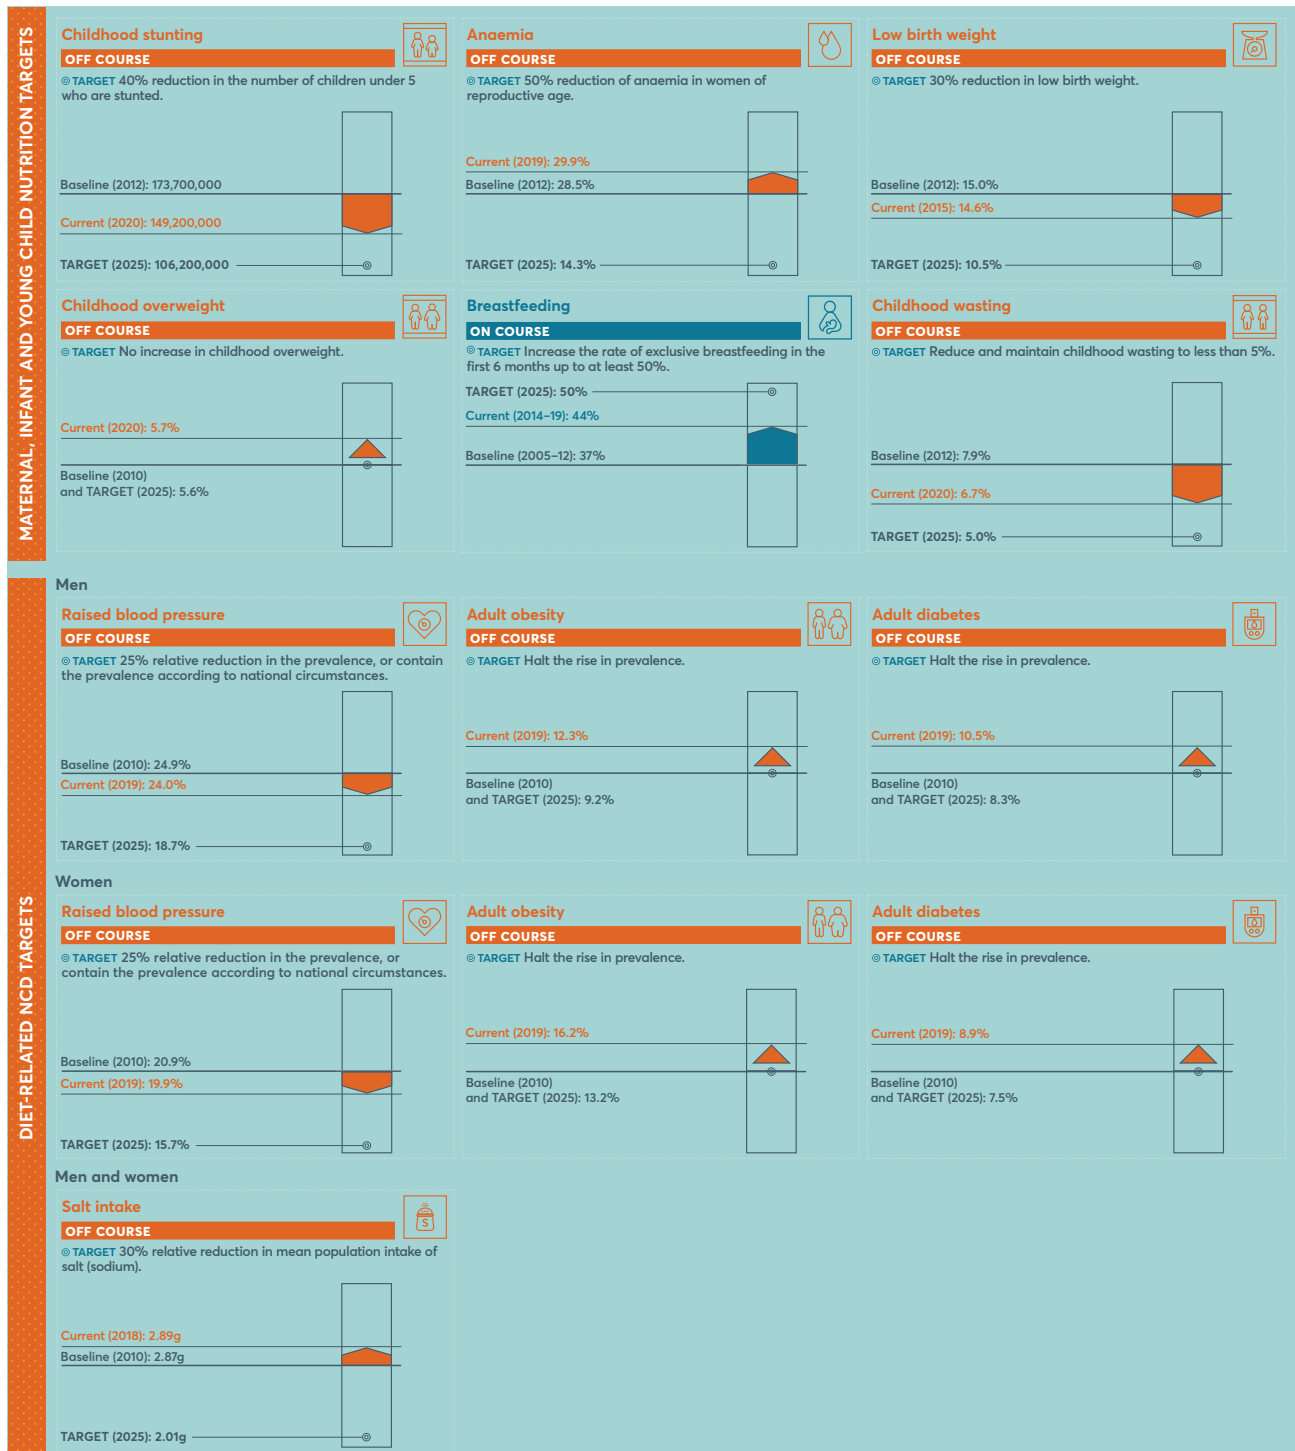 MATERNAL, INFANT AND YOUNG CHILD NUTRITION TARGETS
Childhood stunting
OFF COURSE
TARGET 40% reduction in the number of children under 5
who are stunted.
Baseline (2012): 173,700,000
Current (2020): 149,200,000
TARGET (2025): 106,200,000
Anaemia
OFF COURSE
TARGET 50% reduction of anaemia in women of
reproductive age.
Current (2019): 29.9%
Baseline (2012): 28.5%
TARGET (2025): 14.3%
Low birth weight
OFF COURSE
TARGET 30% reduction in low birth weight.
Baseline (2012): 15.0%
Current (2015): 14.6%
TARGET (2025): 10.5%
Childhood overweight
OFF COURSE
TARGET No increase in childhood overweight.
Current (2020): 5.7%
Baseline (2010)
and TARGET (2025): 5.6%
Breastfeeding
ON COURSE
TARGET Increase the rate of exclusive breastfeeding in the
first 6 months up to at least 50%.
TARGET (2025): 50%
Current (2014–19): 44%
Baseline (2005–12): 37%
Childhood wasting
OFF COURSE
TARGET Reduce and maintain childhood wasting to less than 5%.
Baseline (2012): 7.9%
Current (2020): 6.7%
TARGET (2025): 5.0%
DIET-RELATED NCD TARGETS
Men
Raised blood pressure
OFF COURSE
TARGET 25% relative reduction in the prevalence, or contain
the prevalence according to national circumstances.
Baseline (2010): 24.9%
Current (2019): 24.0%
TARGET (2025): 18.7%
Adult obesity
OFF COURSE
TARGET Halt the rise in prevalence.
Current (2019): 12.3%
Baseline (2010)
and TARGET (2025): 9.2%
Adult diabetes
OFF COURSE
TARGET Halt the rise in prevalence.
Current (2019): 10.5%
Baseline (2010)
and TARGET (2025): 8.3%
Women
Raised blood pressure
OFF COURSE
TARGET 25% relative reduction in the prevalence, or
contain the prevalence according to national circumstances.
Baseline (2010): 20.9%
Current (2019): 19.9%
TARGET (2025): 15.7%
Adult obesity
OFF COURSE
TARGET Halt the rise in prevalence.
Current (2019): 16.2%
Baseline (2010)
and TARGET (2025): 13.2%
Adult diabetes
OFF COURSE
TARGET Halt the rise in prevalence.
Current (2019): 8.9%
Baseline (2010)
and TARGET (2025): 7.5%
Men and women
Salt intake
S
OFF COURSE
TARGET 30% relative reduction in mean population intake of
salt (sodium).
Current (2018): 2.89g
Baseline (2010): 2.87g
TARGET (2025): 2.01g